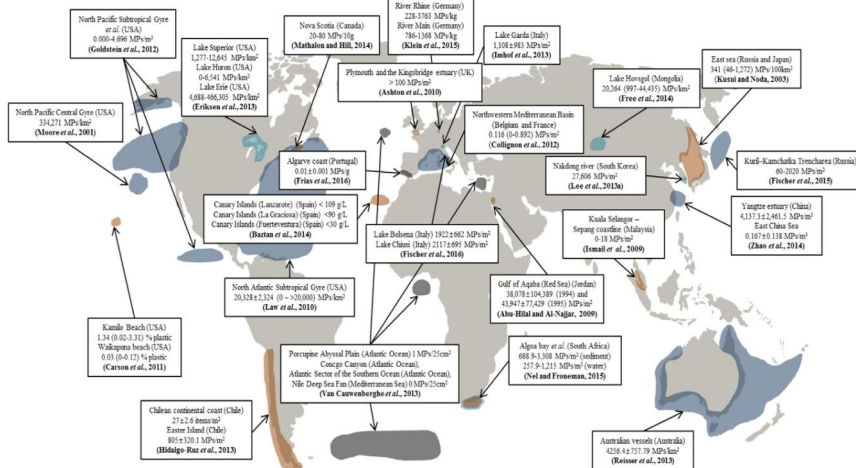 North Pacific Subtropical Gyre
et al. (USA)
0.000-4.696 MPs/m³
(Goldstein et al., 2012)
Nova Scotia (Canada)
20-80 MPs/10g
(Mathalon and Hill, 2014)
River Rhine (Germany)
228-3763 MPs/kg
River Main (Germany)
786-1368 MPs/kg
(Klein et al., 2015)
Lake Garda (Italy)
1,108±983 MPs/m²
(Imhof et al., 2013)
Lake Superior (USA)
1,277-12,645 MPs/km²
Lake Huron (USA)
0-6,541 MPs/km²
Lake Erie (USA)
4,688-466,305 MPs/km²
(Eriksen et al., 2013)
Plymouth and the Kingsbridge estuary (UK)
> 100 MPs/m²
(Ashton et al., 2010)
Lake Hovsgol (Mongolia)
20,264 (997-44,435) MPs/km²
(Free et al., 2014)
East sea (Russia and Japan)
341 (46-1,272) MPs/100km²
(Kusui and Noda, 2003)
North Pacific Central Gyre (USA)
334,271 MPs/km²
(Moore et al., 2001)
Northwestern Mediterranean Basin
(Belgium and France)
0.116 (0-0.892) MPs/m²
(Collignon et al., 2012)
Algarve coast (Portugal)
0.01±0.001 MPs/g
(Frias et al., 2016)
Nakdong river (South Korea)
27,606 MPs/m²
(Lee et al., 2013a)
Kuril–Kamchatka Trencharea (Russia)
60-2020 MPs/m²
(Fischer et al., 2015)
Canary Islands (Lanzarote) (Spain) < 109 g/L
Canary Islands (La Graciosa) (Spain) <90 g/L
Canary Islands (Fuerteventura) (Spain) <30 g/L
(Baztan et al., 2014)
Lake Bolsena (Italy) 1922±662 MPs/m²
Lake Chiusi (Italy) 2117±695 MPs/m²
(Fischer et al., 2016)
Kuala Selangor –
Sepang coastline (Malaysia)
0-18 MPs/m²
(Ismail et al., 2009)
Yangtze estuary (China)
4,137.3±2,461.5 MPs/m³
East China Sea
0.167±0.138 MPs/m³
(Zhao et al., 2014)
North Atlantic Subtropical Gyre (USA)
20,328±2,324 (0 ~ >20,000) MPs/km²
(Law et al., 2010)
Gulf of Aqaba (Red Sea) (Jordan)
38,078±104,389 (1994) and
43,947±77,429 (1995) MPs/m²
(Abu-Hilal and Al-Najjar, 2009)
Kamilo Beach (USA)
1.34 (0.02-3.31) % plastic
Waikapuna beach (USA)
0.03 (0-0.12) % plastic
(Carson et al., 2011)
Porcupine Abyssal Plain (Atlantic Ocean) 1 MPs/25cm²
Congo Canyon (Atlantic Ocean),
Atlantic Sector of the Southern Ocean (Atlantic Ocean),
Nile Deep Sea Fan (Mediterranean Sea) 0 MPs/25cm²
(Van Cauwenberghe et al., 2013)
Algoa bay et al. (South Africa)
688.9-3,308 MPs/m² (sediment)
257.9-1,215 MPs/m³ (water)
(Nel and Froneman, 2015)
Chilean continental coast (Chile)
27±2.6 items/m²
Easter Island (Chile)
805±320.1 MPs/m²
(Hidalgo-Ruz et al., 2013)
Australian vessels (Australia)
4256.4±757.79 MPs/km²
(Reisser et al., 2013)